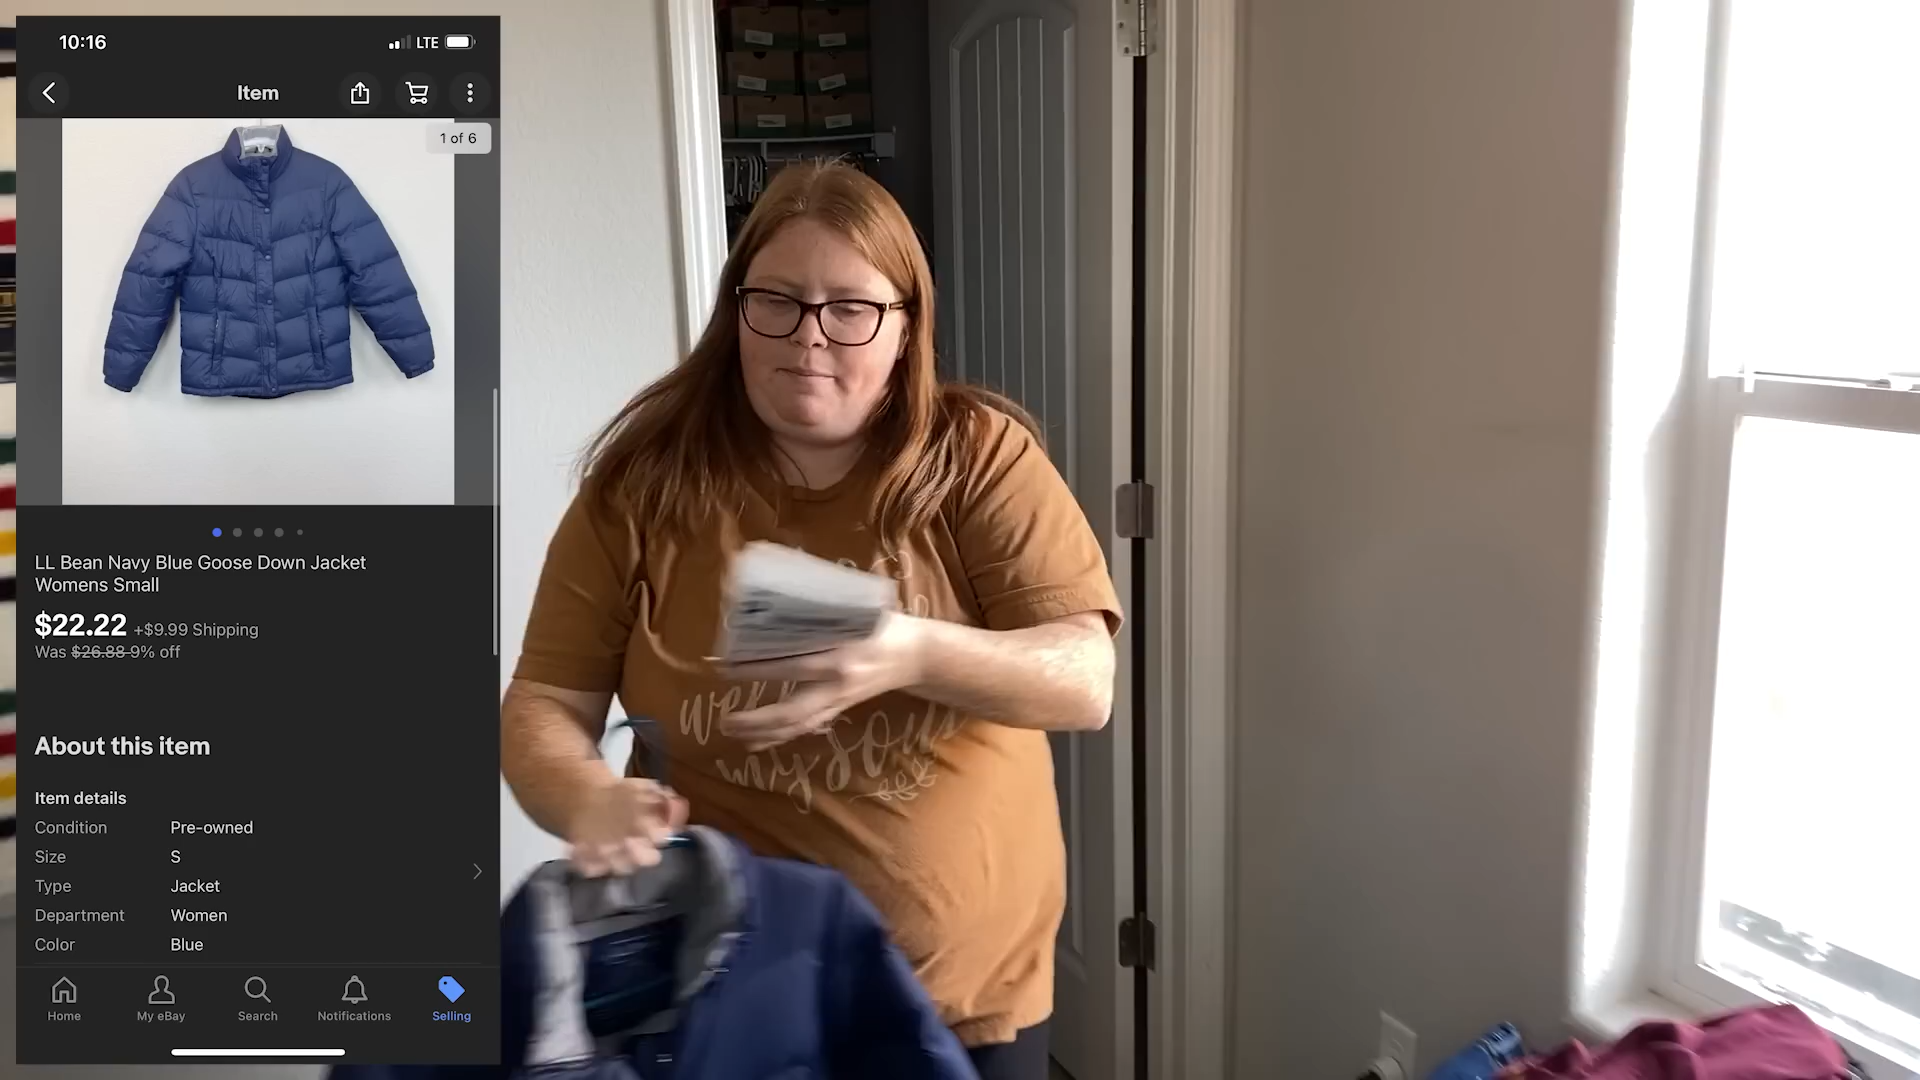 10:16
LTE
Item
1 of 6
LL Bean Navy Blue Goose Down Jacket
Womens Small
$22.22 +$9.99 Shipping
Was $26.88 9% off
About this item
Item details
Condition Pre-owned
Size S
Type Jacket
Department Women
Color Blue
Home My eBay Search Notifications Selling
my soul